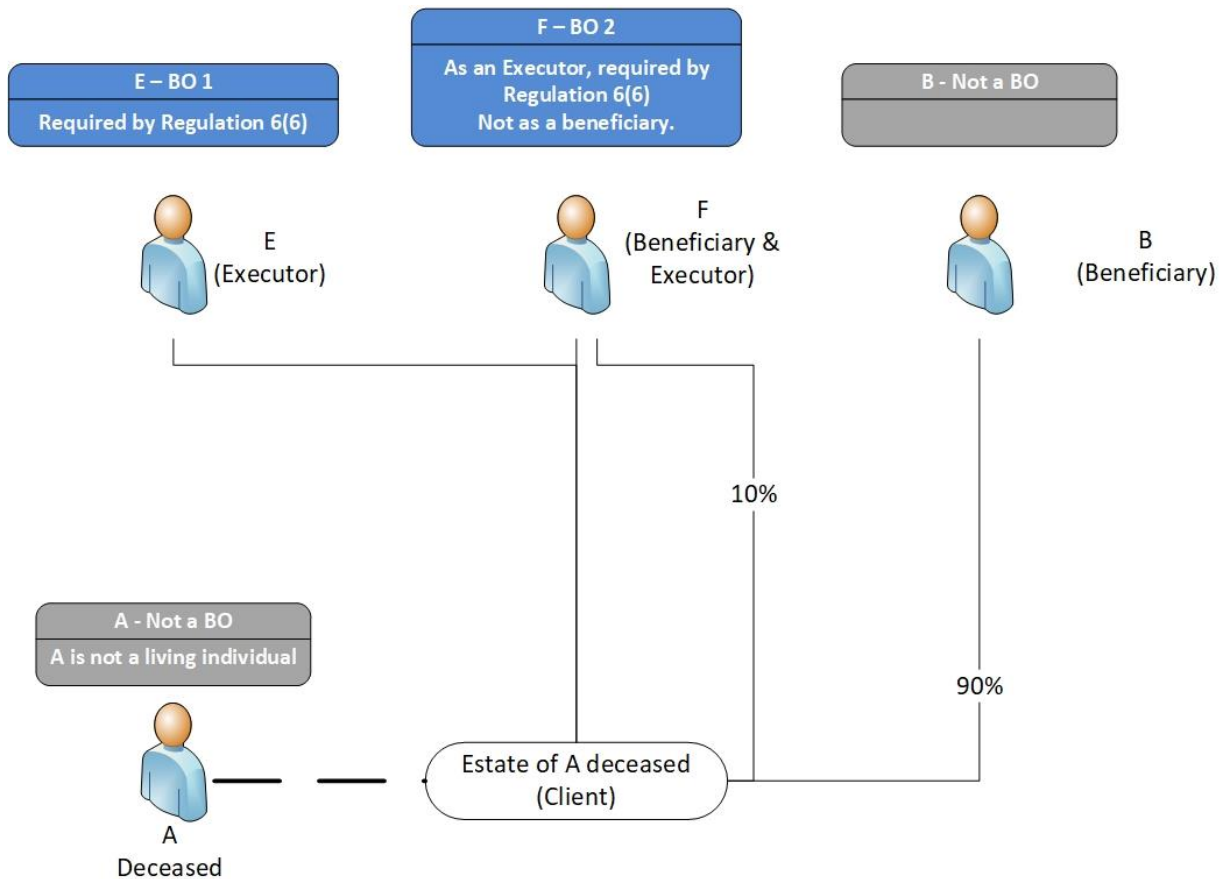 E – BO 1
Required by Regulation 6(6)
F – BO 2
As an Executor, required by
Regulation 6(6)
Not as a beneficiary.
B - Not a BO
E
(Executor)
F
(Beneficiary &
Executor)
B
(Beneficiary)
10%
90%
A - Not a BO
A is not a living individual
A
Deceased
Estate of A deceased
(Client)